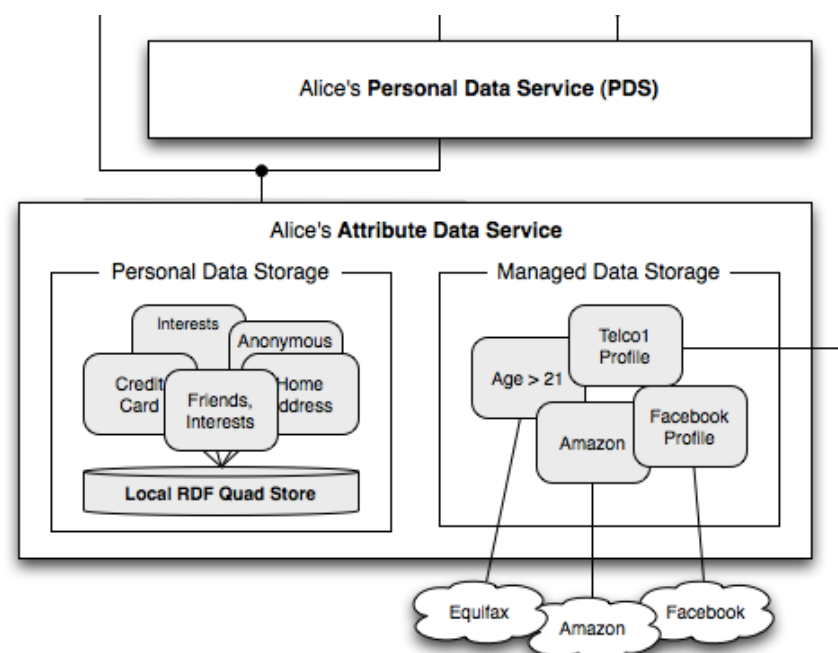 Alice's Personal Data Service (PDS)
Alice's Attribute Data Service
Personal Data Storage
Interests
Anonymous
Credit
Card
Friends,
Interests
Home
Address
Local RDF Quad Store
Managed Data Storage
Telco1
Profile
Age > 21
Amazon
Facebook
Profile
Equifax
Amazon
Facebook